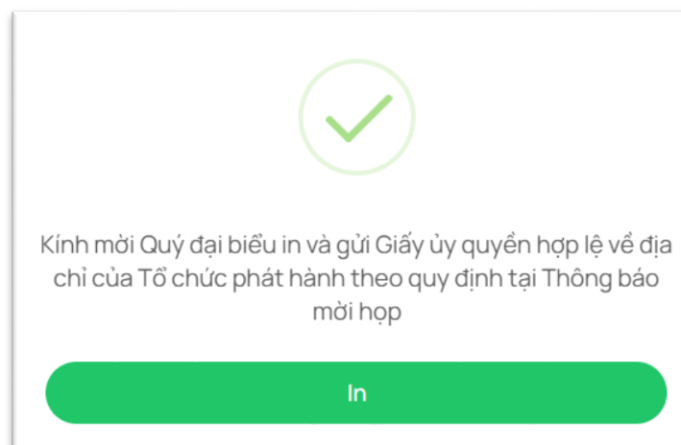 Kính mời Quý đại biểu in và gửi Giấy ủy quyền hợp lệ về địa
chỉ của Tổ chức phát hành theo quy định tại Thông báo
mời họp
In